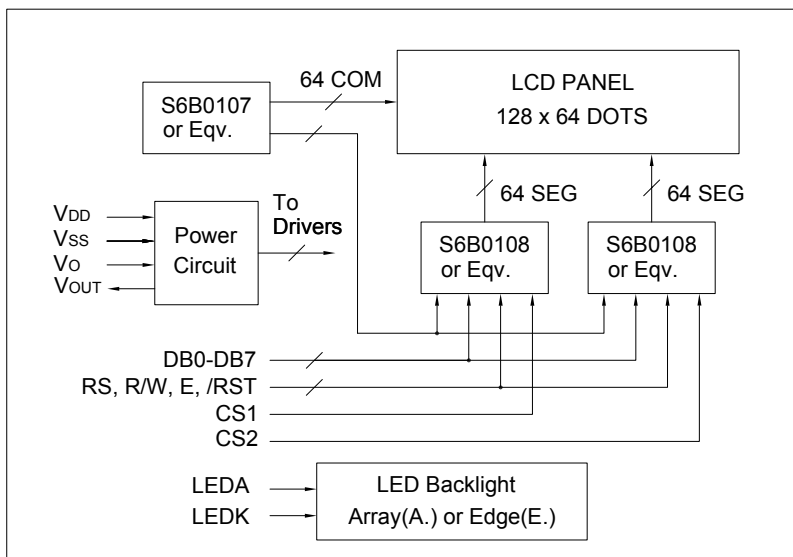 64 COM
S6B0107
or Eqv.
LCD PANEL
128 x 64 DOTS
64 SEG
64 SEG
S6B0108
or Eqv.
S6B0108
or Eqv.
VDD
VSS
VO
VOUT
Power
Circuit
To
Drivers
DB0-DB7
RS, R/W, E, /RST
CS1
CS2
LEDA
LEDK
LED Backlight
Array(A.) or Edge(E.)